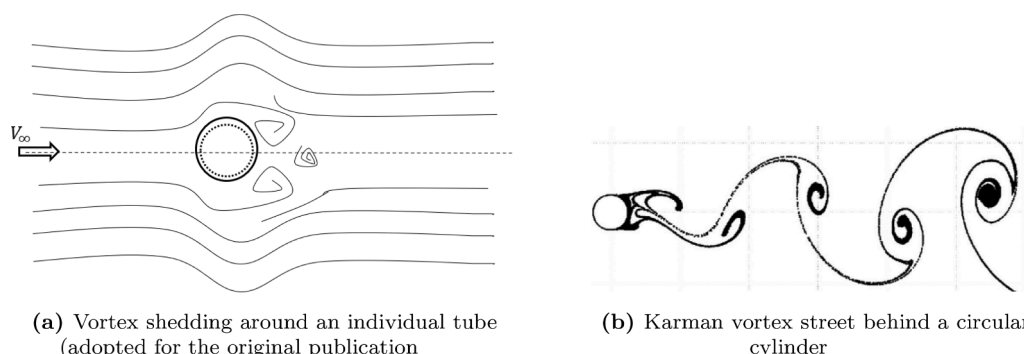 V∞
(a) Vortex shedding around an individual tube
(adopted for the original publication
(b) Karman vortex street behind a circular
cylinder